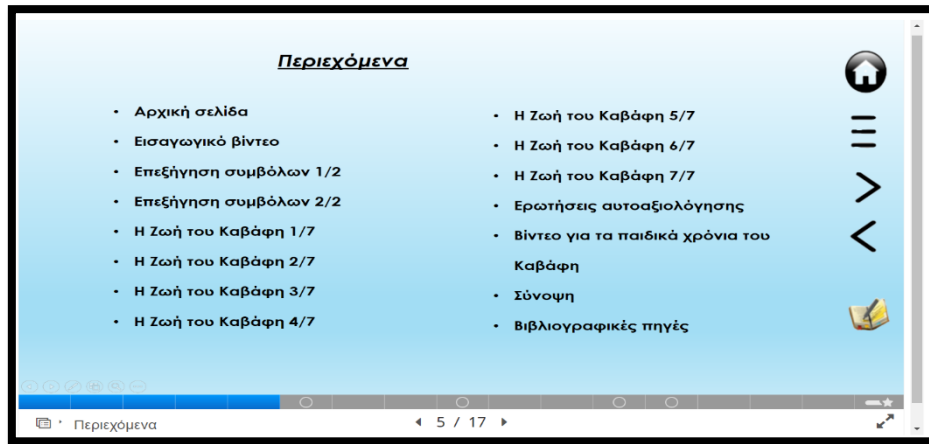 Περιεχόμενα
• Αρχική σελίδα
• Εισαγωγικό βίντεο
• Επεξήγηση συμβόλων 1/2
• Επεξήγηση συμβόλων 2/2
• Η Ζωή του Καβάφη 1/7
• Η Ζωή του Καβάφη 2/7
• Η Ζωή του Καβάφη 3/7
• Η Ζωή του Καβάφη 4/7
• Η Ζωή του Καβάφη 5/7
• Η Ζωή του Καβάφη 6/7
• Η Ζωή του Καβάφη 7/7
• Ερωτήσεις αυτοαξιολόγησης
• Βίντεο για τα παιδικά χρόνια του
Καβάφη
• Σύνοψη
• Βιβλιογραφικές πηγές
Περιεχόμενα
5 / 17